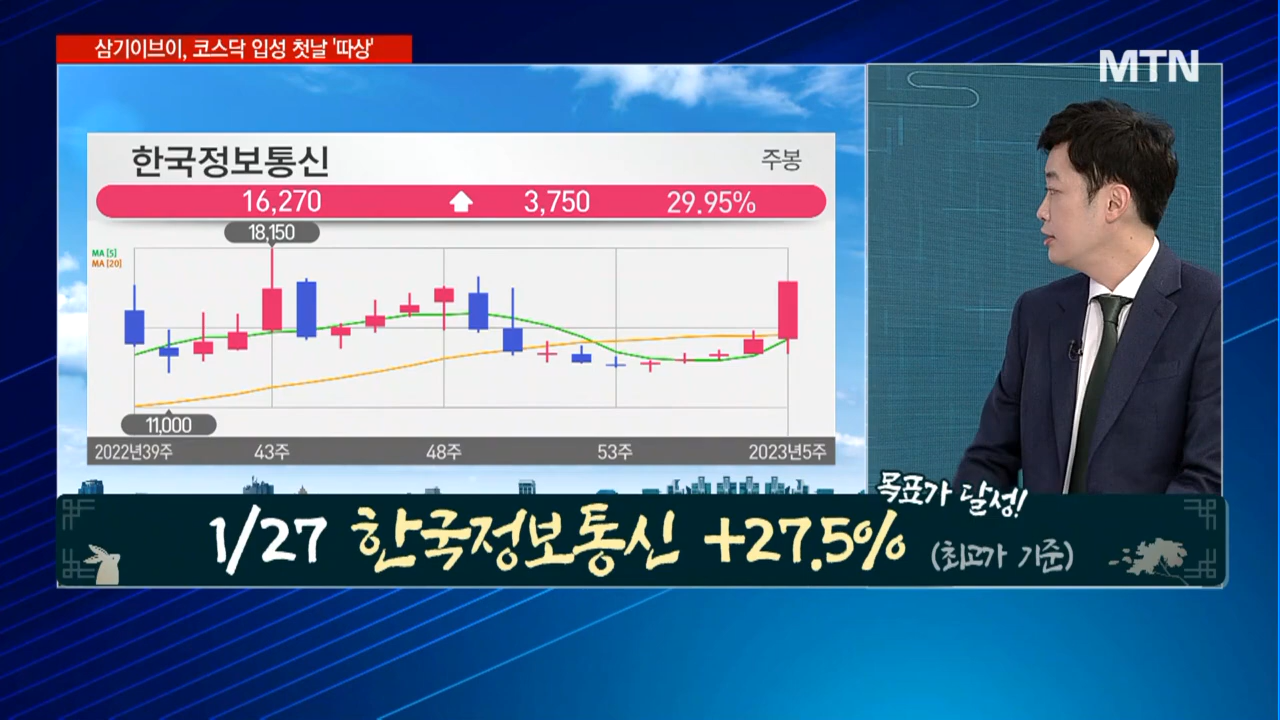 삼기이브이, 코스닥 입성 첫날 '따상'
MTN
한국정보통신
주봉
16,270 3,750 29.95%
18,150
MA [5]
MA [20]
11,000
2022년39주 43주 48주 53주 2023년5주
목표가 달성!
1/27 한국정보통신 +27.5% (최고가 기준)